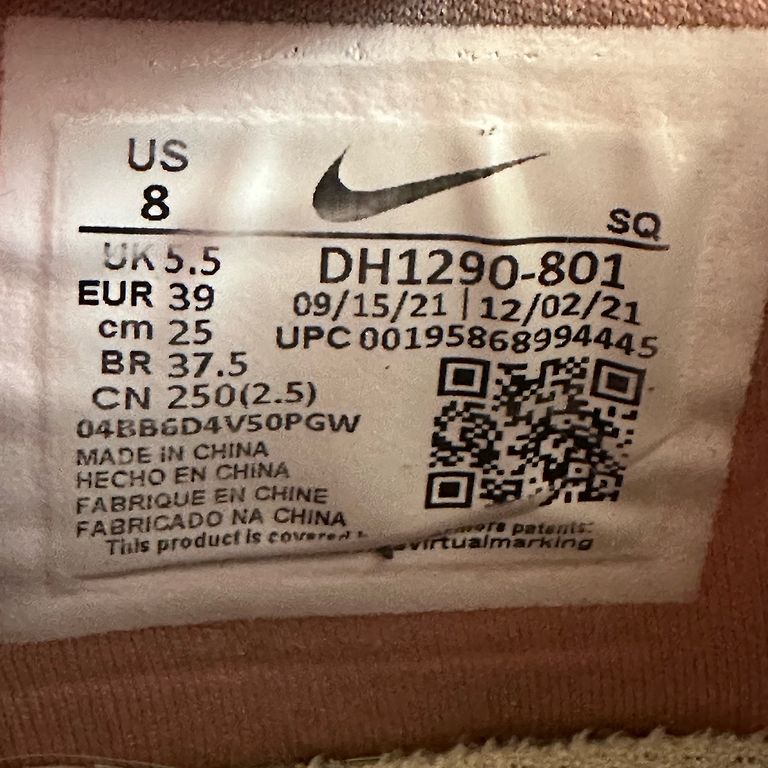 US
8
SQ
UK 5.5
EUR 39
cm 25
BR 37.5
CN 250(2.5)
DH1290-801
09/15/21 | 12/02/21
UPC 00195868994445
04BB6D4V50PGW
MADE IN CHINA
HECHO EN CHINA
FABRIQUE EN CHINE
FABRICADO NA CHINA
This product is covered
patents: